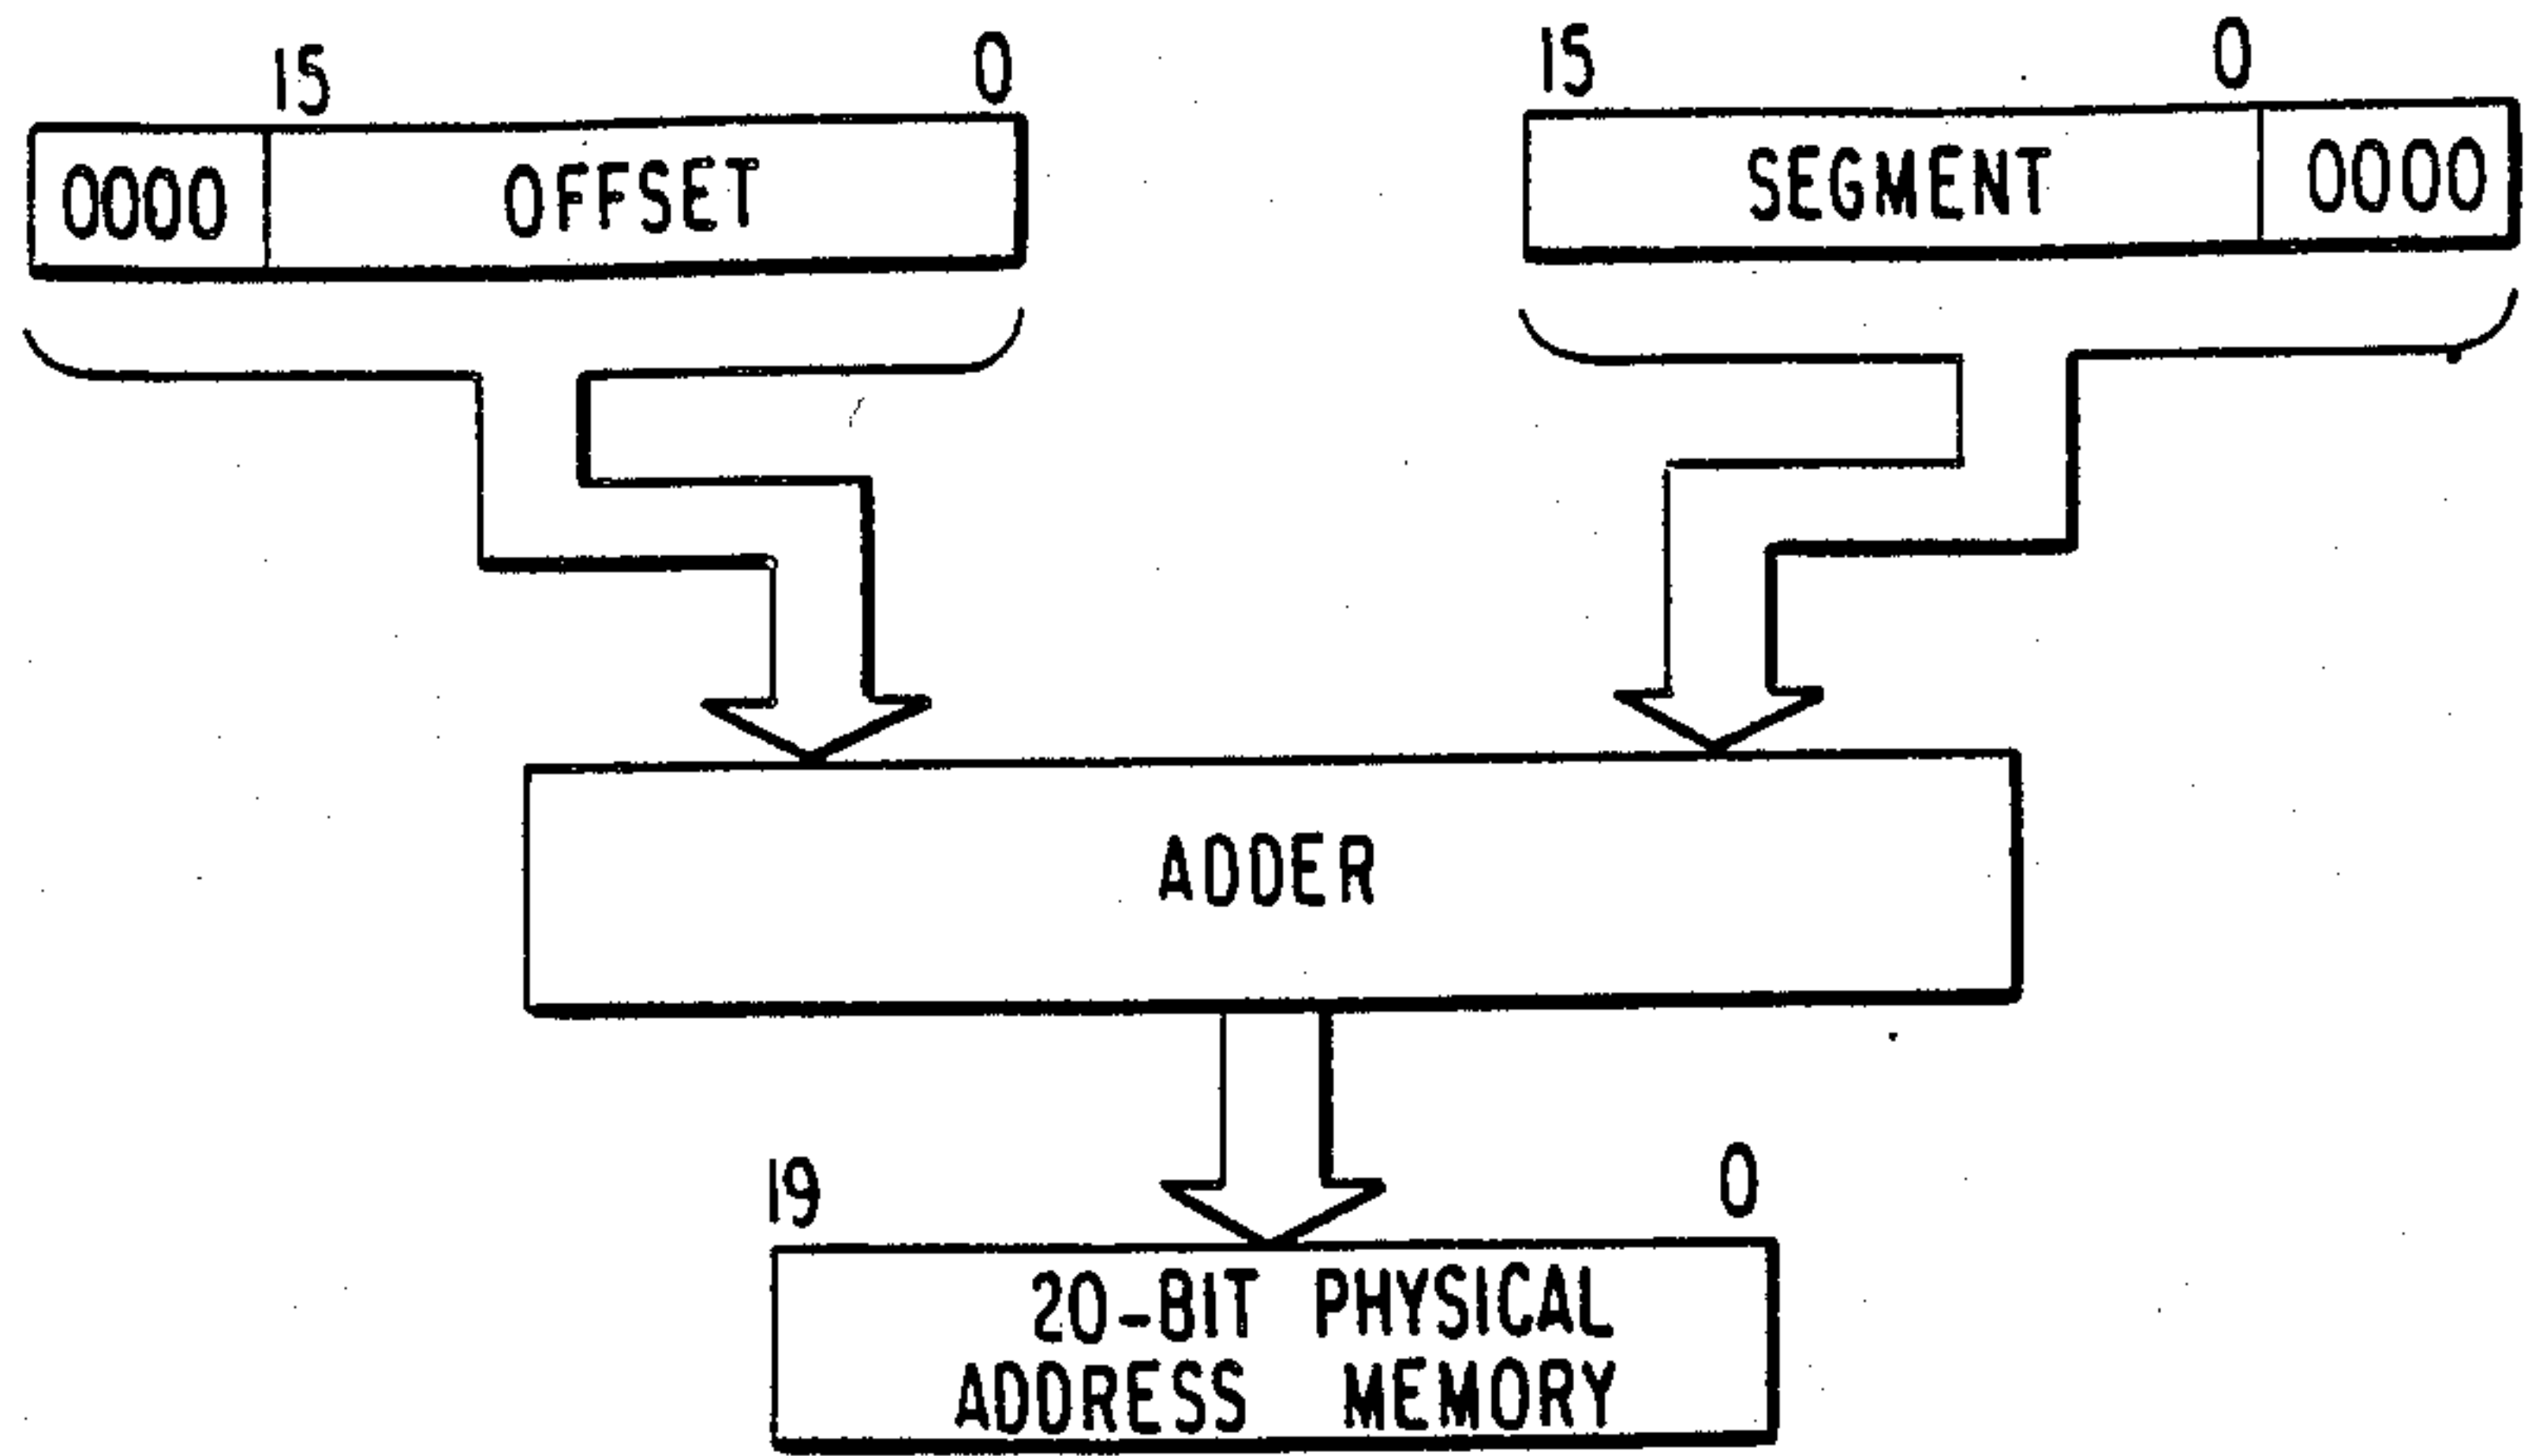 15 0
15 0
0000 OFFSET
SEGMENT 0000
ADDER
19 0
20-BIT PHYSICAL
ADDRESS MEMORY